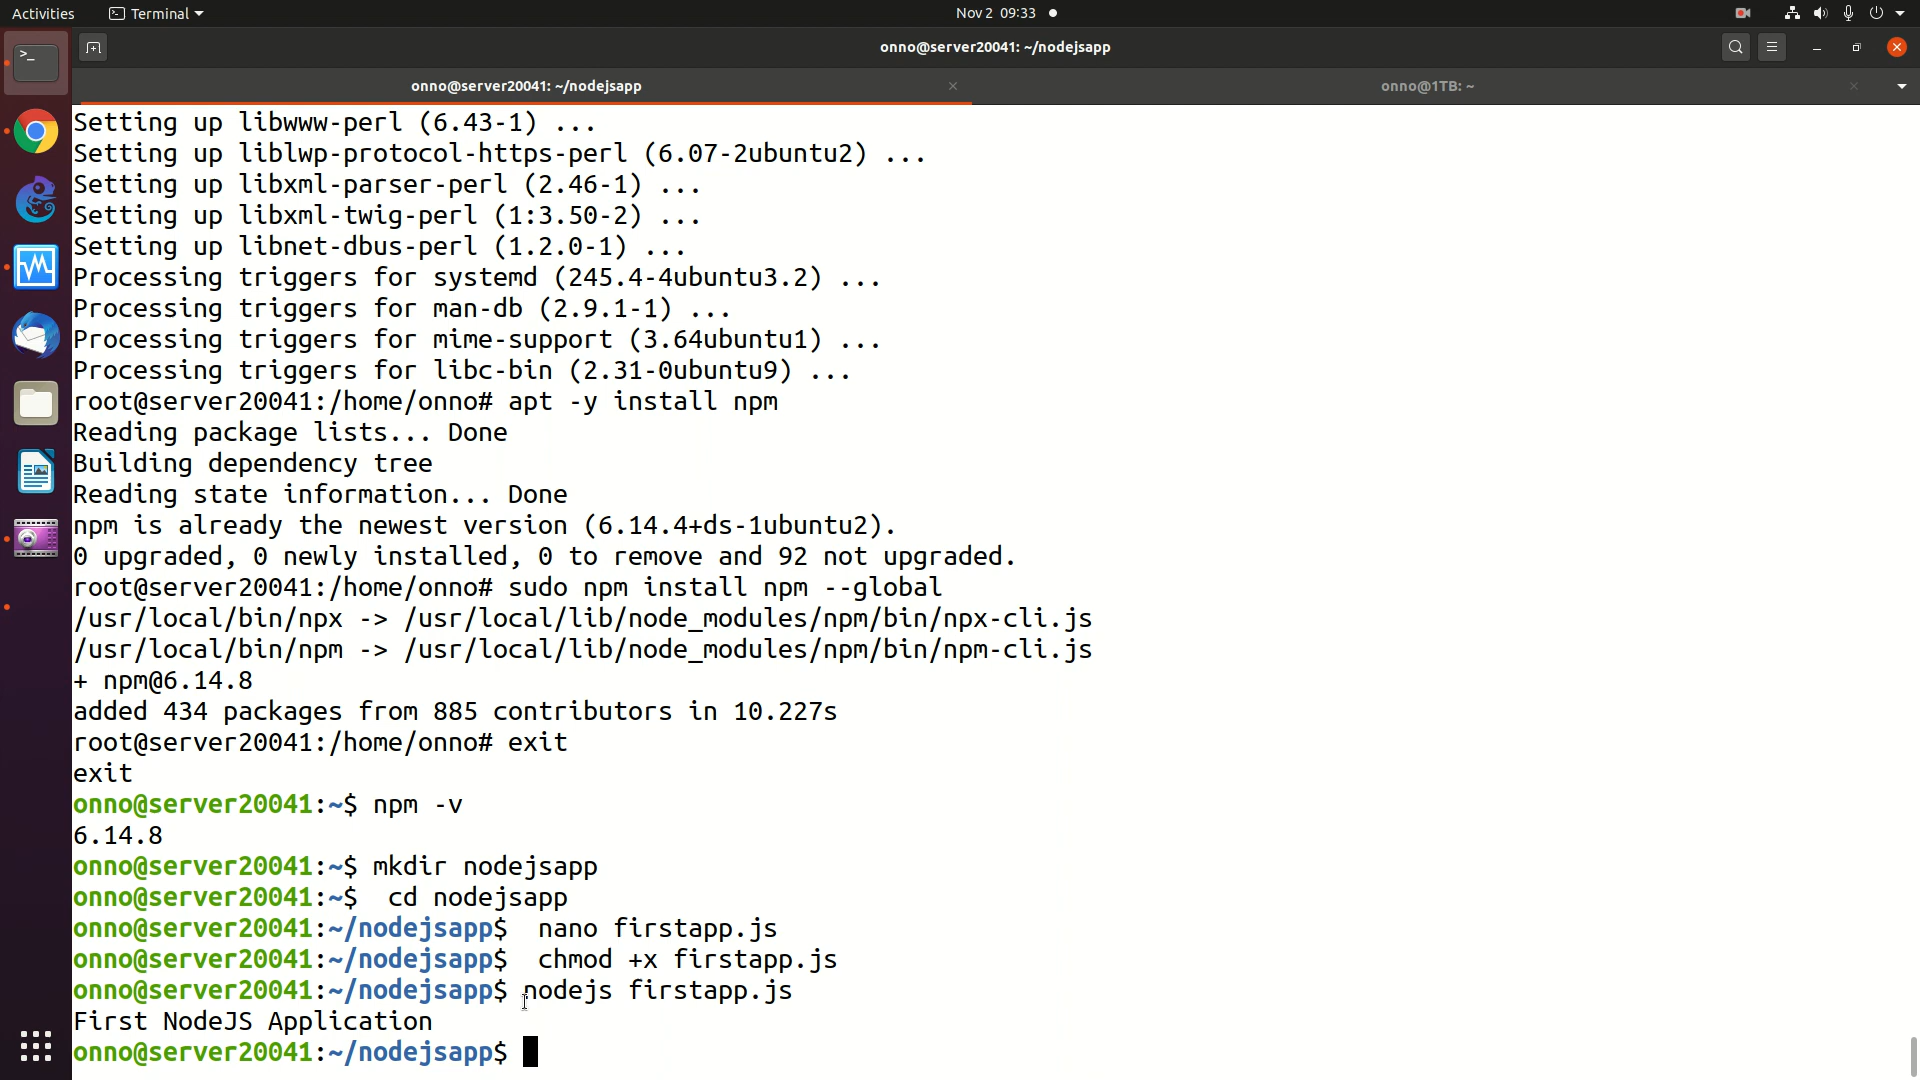 Activities
Terminal
Nov 2 09:33
onno@server20041: ~/nodejsapp
onno@server20041: ~/nodejsapp
onno@1TB: ~
Setting up libwww-perl (6.43-1) ...
Setting up liblwp-protocol-https-perl (6.07-2ubuntu2) ...
Setting up libxml-parser-perl (2.46-1) ...
Setting up libxml-twig-perl (1:3.50-2) ...
Setting up libnet-dbus-perl (1.2.0-1) ...
Processing triggers for systemd (245.4-4ubuntu3.2) ...
Processing triggers for man-db (2.9.1-1) ...
Processing triggers for mime-support (3.64ubuntu1) ...
Processing triggers for libc-bin (2.31-0ubuntu9) ...
root@server20041:/home/onno# apt -y install npm
Reading package lists... Done
Building dependency tree
Reading state information... Done
npm is already the newest version (6.14.4+ds-1ubuntu2).
0 upgraded, 0 newly installed, 0 to remove and 92 not upgraded.
root@server20041:/home/onno# sudo npm install npm --global
/usr/local/bin/npx -> /usr/local/lib/node_modules/npm/bin/npx-cli.js
/usr/local/bin/npm -> /usr/local/lib/node_modules/npm/bin/npm-cli.js
+ npm@6.14.8
added 434 packages from 885 contributors in 10.227s
root@server20041:/home/onno# exit
exit
onno@server20041:~$ npm -v
6.14.8
onno@server20041:~$ mkdir nodejsapp
onno@server20041:~$  cd nodejsapp
onno@server20041:~/nodejsapp$  nano firstapp.js
onno@server20041:~/nodejsapp$  chmod +x firstapp.js
onno@server20041:~/nodejsapp$ nodejs firstapp.js
First NodeJS Application
onno@server20041:~/nodejsapp$